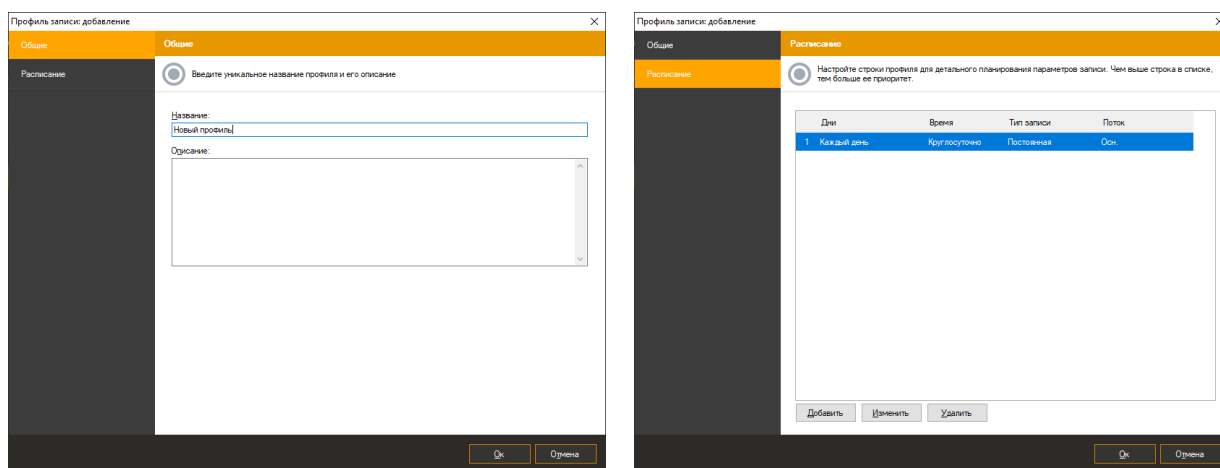 Профиль записи: добавление
Общие
Общие
Расписание
Введите уникальное название профиля и его описание
Название:
Новый профиль
Описание:
Ок
Отмена
Профиль записи: добавление
Общие
Расписание
Расписание
Настройте строки профиля для детального планирования параметров записи. Чем выше строка в списке,
тем больше ее приоритет.
Дни Время Тип записи Поток
1 Каждый день Круглосуточно Постоянная Осн.
Добавить Изменить Удалить
Ок Отмена